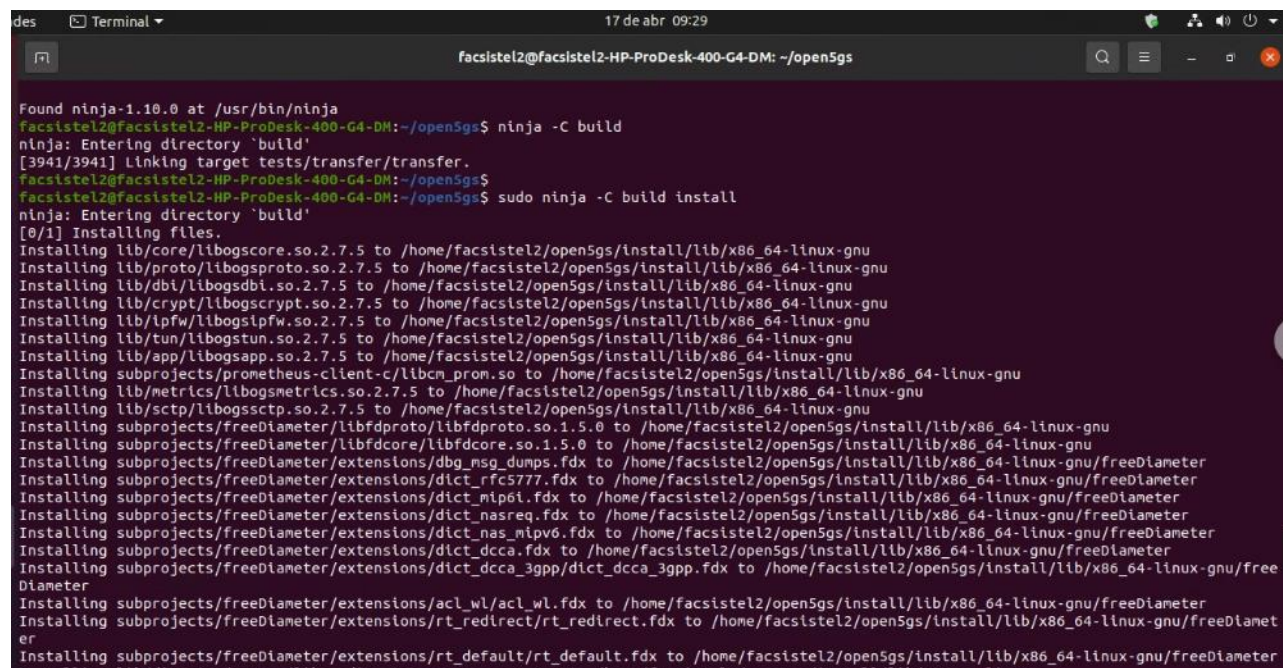 des Terminal 17 de abr 09:29
facsistel2@facsistel2-HP-ProDesk-400-G4-DM: ~/open5gs
Found ninja-1.10.0 at /usr/bin/ninja
facsistel2@facsistel2-HP-ProDesk-400-G4-DM:~/open5gs$ ninja -C build
ninja: Entering directory `build'
[3941/3941] Linking target tests/transfer/transfer.
facsistel2@facsistel2-HP-ProDesk-400-G4-DM:~/open5gs$
facsistel2@facsistel2-HP-ProDesk-400-G4-DM:~/open5gs$ sudo ninja -C build install
ninja: Entering directory `build'
[0/1] Installing files.
Installing lib/core/libogscore.so.2.7.5 to /home/facsistel2/open5gs/install/lib/x86_64-linux-gnu
Installing lib/proto/libogsproto.so.2.7.5 to /home/facsistel2/open5gs/install/lib/x86_64-linux-gnu
Installing lib/dbi/libogsdbi.so.2.7.5 to /home/facsistel2/open5gs/install/lib/x86_64-linux-gnu
Installing lib/crypt/libogscrypt.so.2.7.5 to /home/facsistel2/open5gs/install/lib/x86_64-linux-gnu
Installing lib/ipfw/libogsipfw.so.2.7.5 to /home/facsistel2/open5gs/install/lib/x86_64-linux-gnu
Installing lib/tun/libogstun.so.2.7.5 to /home/facsistel2/open5gs/install/lib/x86_64-linux-gnu
Installing lib/app/libogsapp.so.2.7.5 to /home/facsistel2/open5gs/install/lib/x86_64-linux-gnu
Installing subprojects/prometheus-client-c/libcm_prom.so to /home/facsistel2/open5gs/install/lib/x86_64-linux-gnu
Installing lib/metrics/libogsmetrics.so.2.7.5 to /home/facsistel2/open5gs/install/lib/x86_64-linux-gnu
Installing lib/sctp/libogssctp.so.2.7.5 to /home/facsistel2/open5gs/install/lib/x86_64-linux-gnu
Installing subprojects/freeDiameter/libfdproto/libfdproto.so.1.5.0 to /home/facsistel2/open5gs/install/lib/x86_64-linux-gnu
Installing subprojects/freeDiameter/libfdcore/libfdcore.so.1.5.0 to /home/facsistel2/open5gs/install/lib/x86_64-linux-gnu
Installing subprojects/freeDiameter/extensions/dbg_msg_dumps.fdx to /home/facsistel2/open5gs/install/lib/x86_64-linux-gnu/freeDiameter
Installing subprojects/freeDiameter/extensions/dict_rfc5777.fdx to /home/facsistel2/open5gs/install/lib/x86_64-linux-gnu/freeDiameter
Installing subprojects/freeDiameter/extensions/dict_mip6i.fdx to /home/facsistel2/open5gs/install/lib/x86_64-linux-gnu/freeDiameter
Installing subprojects/freeDiameter/extensions/dict_nasreq.fdx to /home/facsistel2/open5gs/install/lib/x86_64-linux-gnu/freeDiameter
Installing subprojects/freeDiameter/extensions/dict_nas_mipv6.fdx to /home/facsistel2/open5gs/install/lib/x86_64-linux-gnu/freeDiameter
Installing subprojects/freeDiameter/extensions/dict_dcca.fdx to /home/facsistel2/open5gs/install/lib/x86_64-linux-gnu/freeDiameter
Installing subprojects/freeDiameter/extensions/dict_dcca_3gpp/dict_dcca_3gpp.fdx to /home/facsistel2/open5gs/install/lib/x86_64-linux-gnu/free
Diameter
Installing subprojects/freeDiameter/extensions/acl_wl/acl_wl.fdx to /home/facsistel2/open5gs/install/lib/x86_64-linux-gnu/freeDiameter
Installing subprojects/freeDiameter/extensions/rt_redirect/rt_redirect.fdx to /home/facsistel2/open5gs/install/lib/x86_64-linux-gnu/freeDiamet
er
Installing subprojects/freeDiameter/extensions/rt_default/rt_default.fdx to /home/facsistel2/open5gs/install/lib/x86_64-linux-gnu/freeDiameter